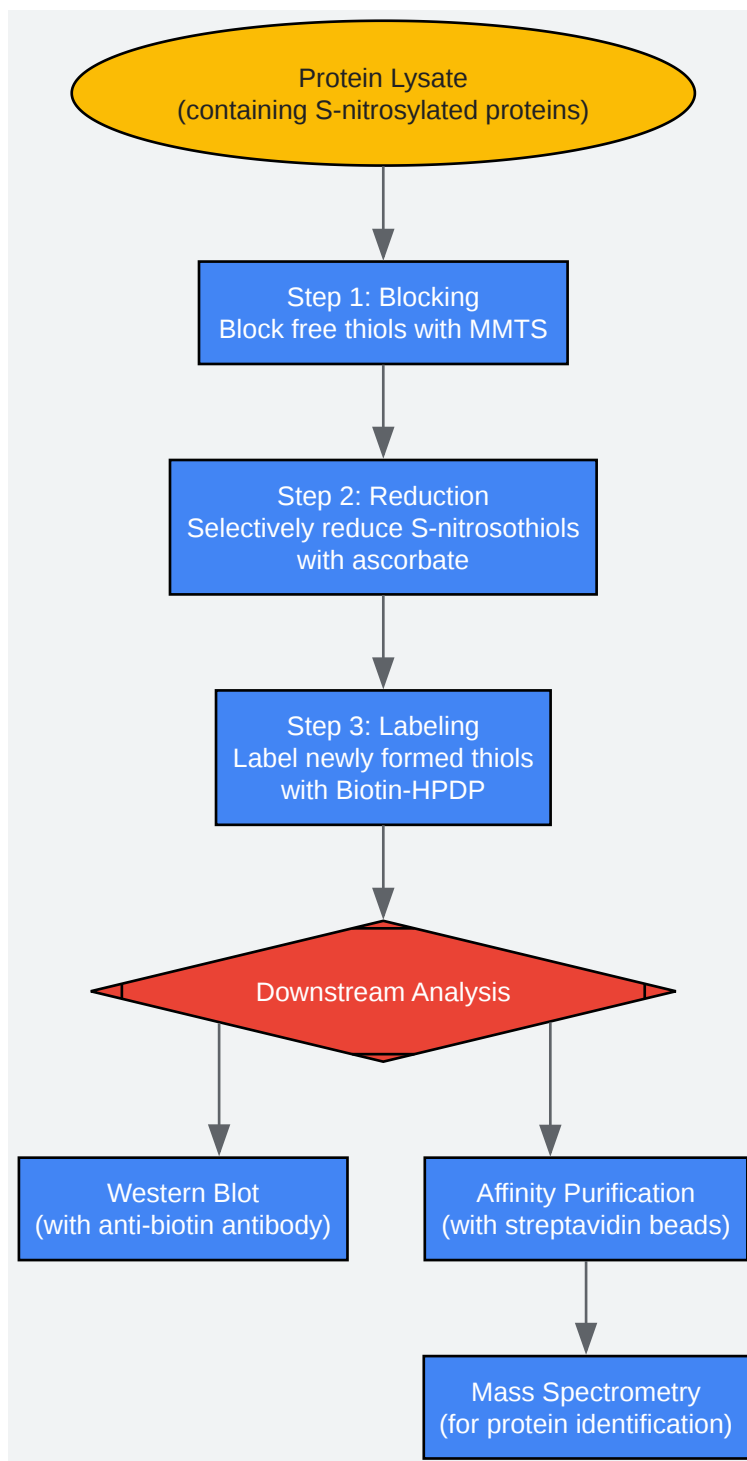 Protein Lysate
(containing S-nitrosylated proteins)
Step 1: Blocking
Block free thiols with MMTS
Step 2: Reduction
Selectively reduce S-nitrosothiols
with ascorbate
Step 3: Labeling
Label newly formed thiols
with Biotin-HPDP
Downstream Analysis
Western Blot
(with anti-biotin antibody)
Affinity Purification
(with streptavidin beads)
Mass Spectrometry
(for protein identification)